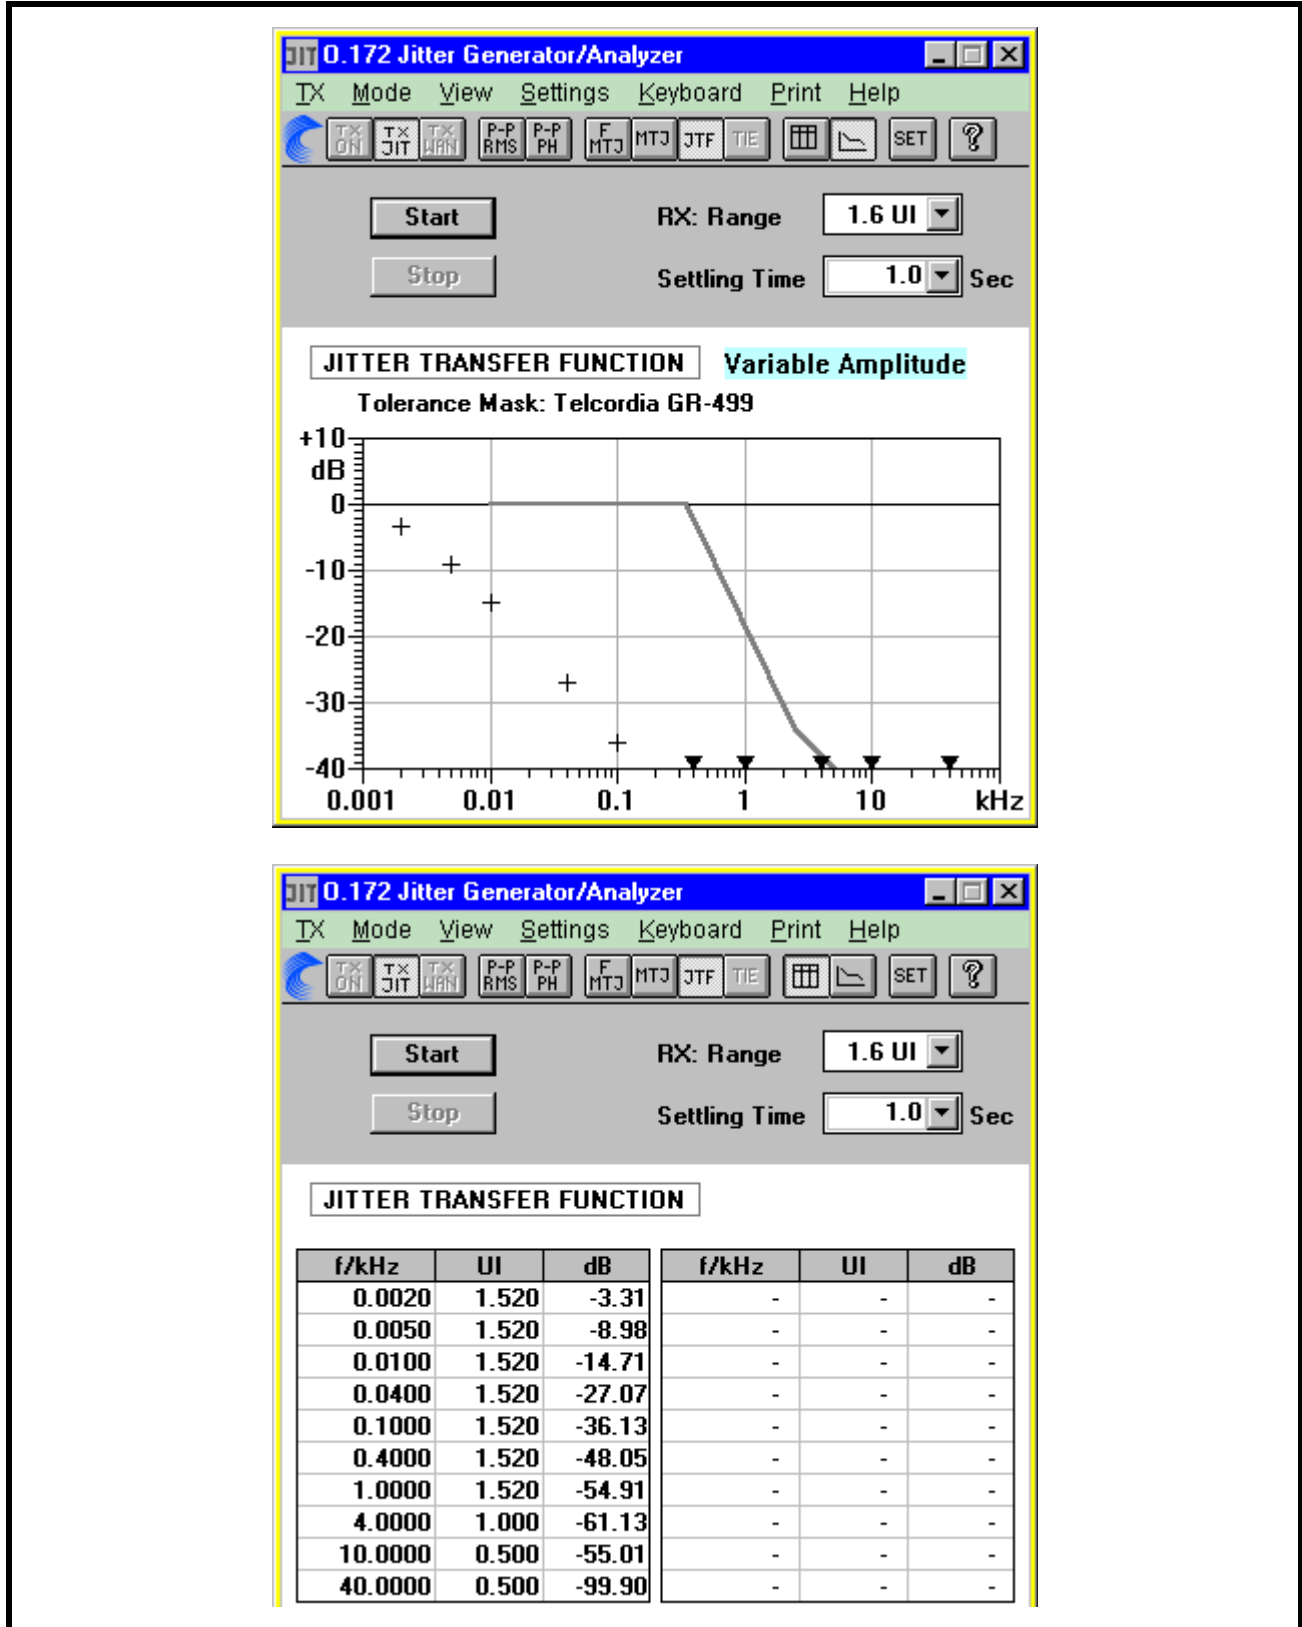 JIT O.172 Jitter Generator/Analyzer
TX Mode View Settings Keyboard Print Help
TX ON TX JIT TX WAN P-P RMS P-P PH F MTJ MTJ JTF TIE SET ?
Start RX: Range 1.6 UI
Stop Settling Time 1.0 Sec
JITTER TRANSFER FUNCTION Variable Amplitude
Tolerance Mask: Telcordia GR-499
+10
dB
0
-10
-20
-30
-40
0.001 0.01 0.1 1 10 kHz
JIT O.172 Jitter Generator/Analyzer
TX Mode View Settings Keyboard Print Help
TX ON TX JIT TX WAN P-P RMS P-P PH F MTJ MTJ JTF TIE SET ?
Start RX: Range 1.6 UI
Stop Settling Time 1.0 Sec
JITTER TRANSFER FUNCTION
f/kHz UI dB f/kHz UI dB
0.0020 1.520 -3.31 - - -
0.0050 1.520 -8.98 - - -
0.0100 1.520 -14.71 - - -
0.0400 1.520 -27.07 - - -
0.1000 1.520 -36.13 - - -
0.4000 1.520 -48.05 - - -
1.0000 1.520 -54.91 - - -
4.0000 1.000 -61.13 - - -
10.0000 0.500 -55.01 - - -
40.0000 0.500 -99.90 - - -